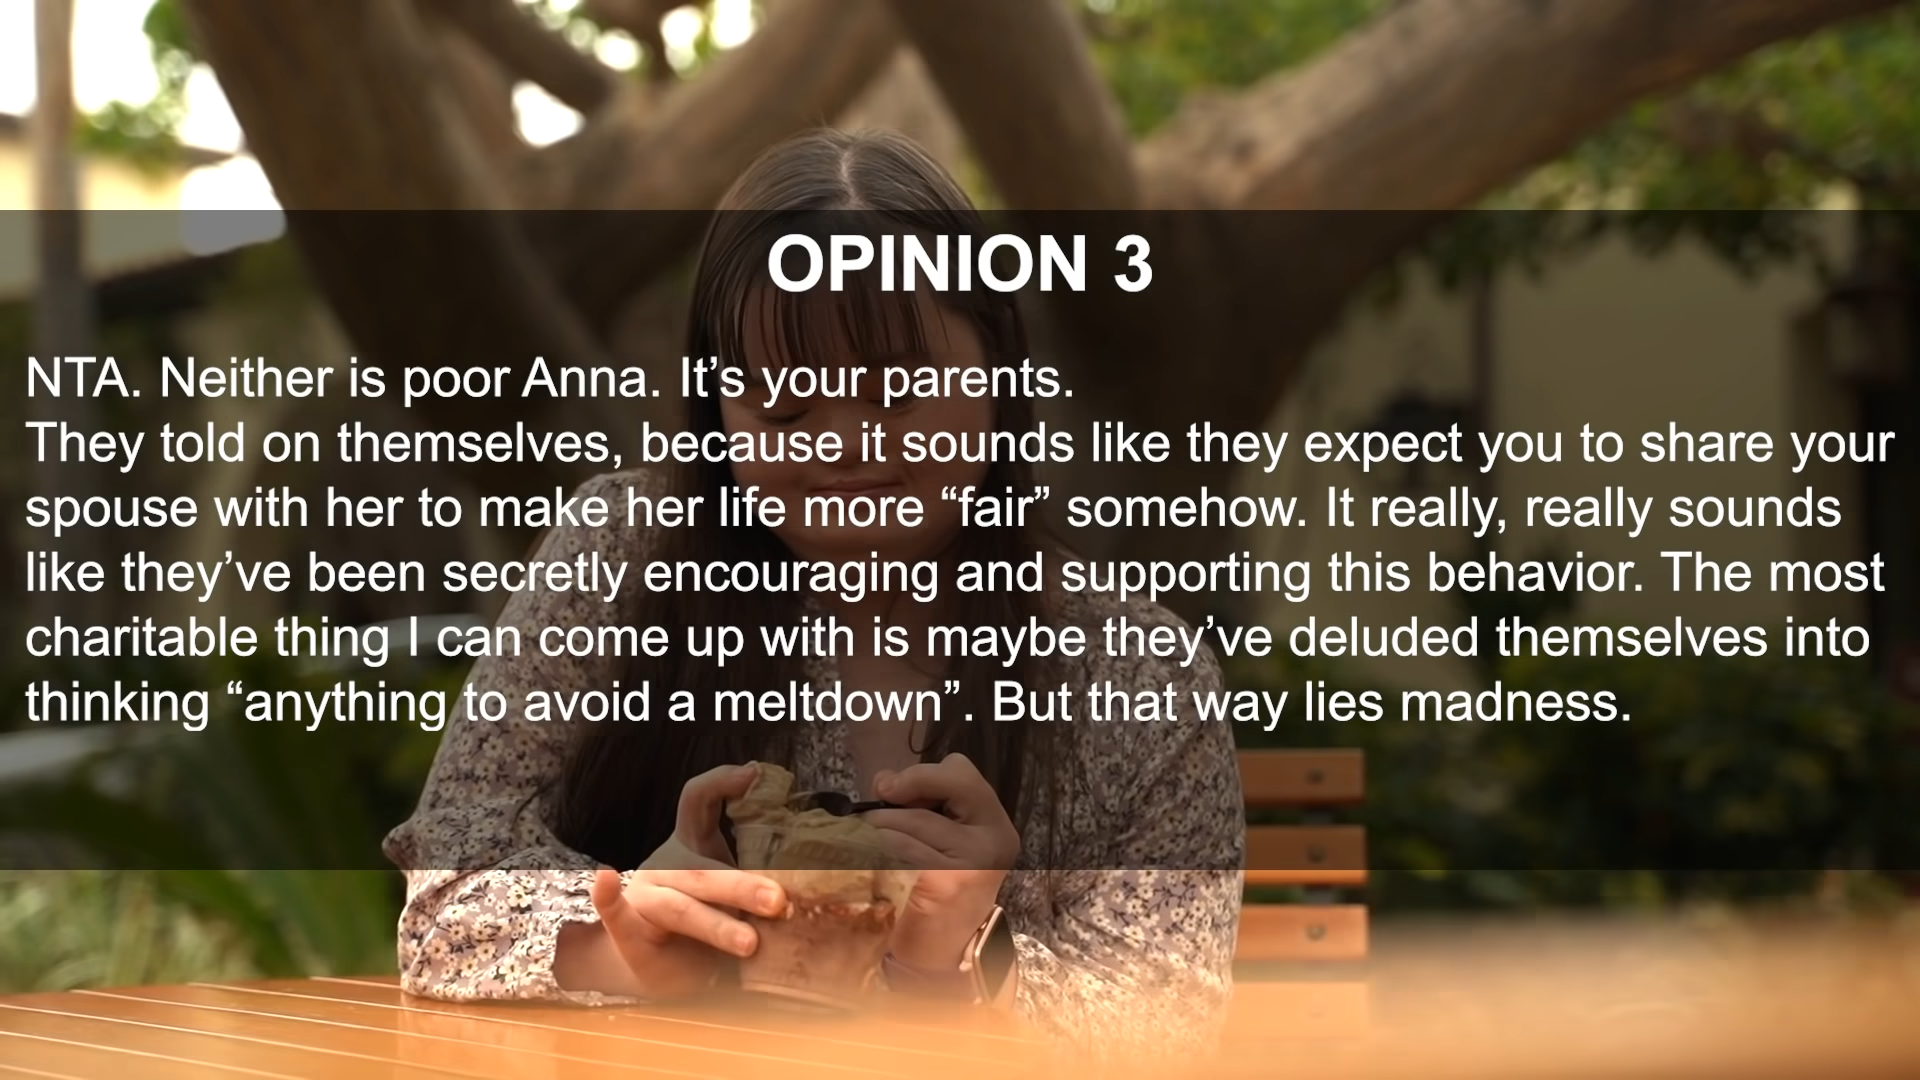 OPINION 3
NTA. Neither is poor Anna. It’s your parents.
They told on themselves, because it sounds like they expect you to share your
spouse with her to make her life more “fair” somehow. It really, really sounds
like they’ve been secretly encouraging and supporting this behavior. The most
charitable thing I can come up with is maybe they’ve deluded themselves into
thinking “anything to avoid a meltdown”. But that way lies madness.